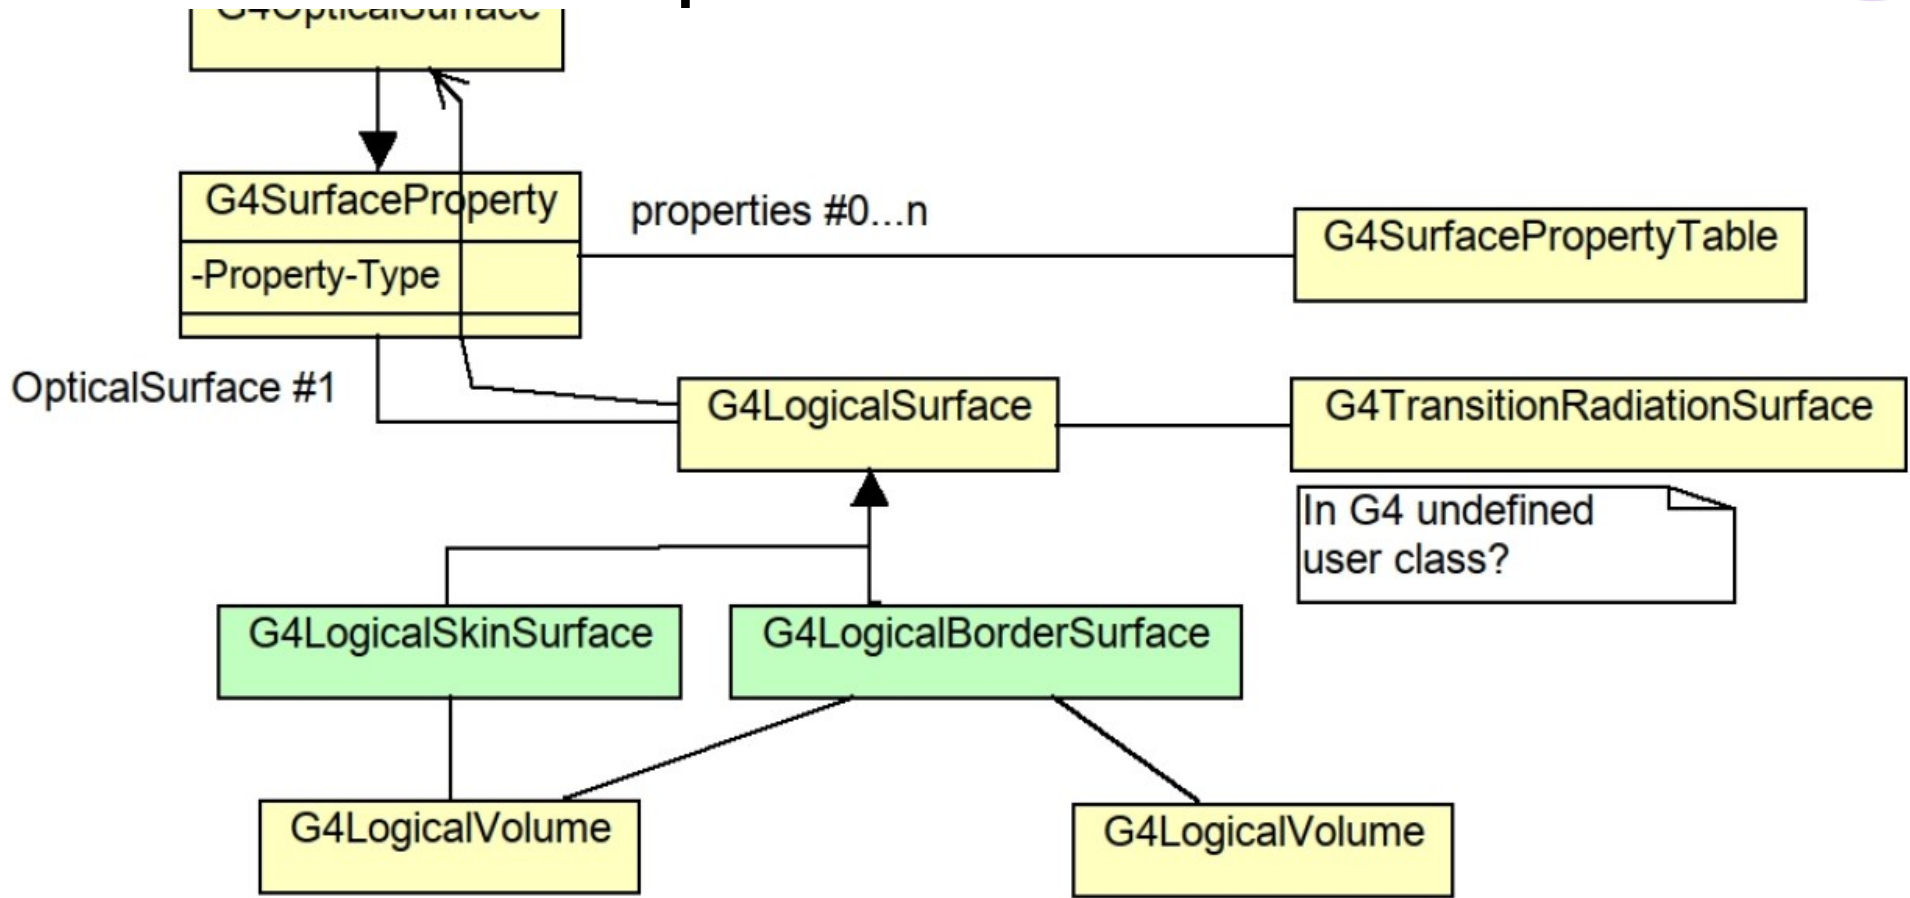 G4OpticalSurface
G4SurfaceProperty
-Property-Type
properties #0...n
G4SurfacePropertyTable
OpticalSurface #1
G4LogicalSurface
G4TransitionRadiationSurface
In G4 undefined
user class?
G4LogicalSkinSurface
G4LogicalBorderSurface
G4LogicalVolume
G4LogicalVolume